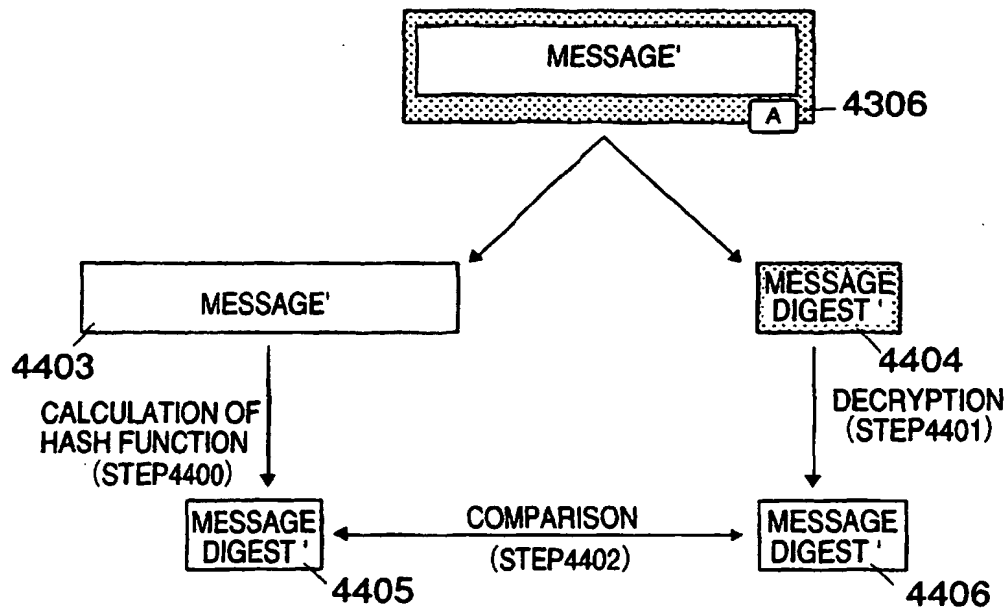 MESSAGE'
A
4306
MESSAGE'
4403
MESSAGE
DIGEST '
4404
CALCULATION OF
HASH FUNCTION
(STEP4400)
DECRYPTION
(STEP4401)
MESSAGE
DIGEST '
4405
COMPARISON
(STEP4402)
MESSAGE
DIGEST '
4406